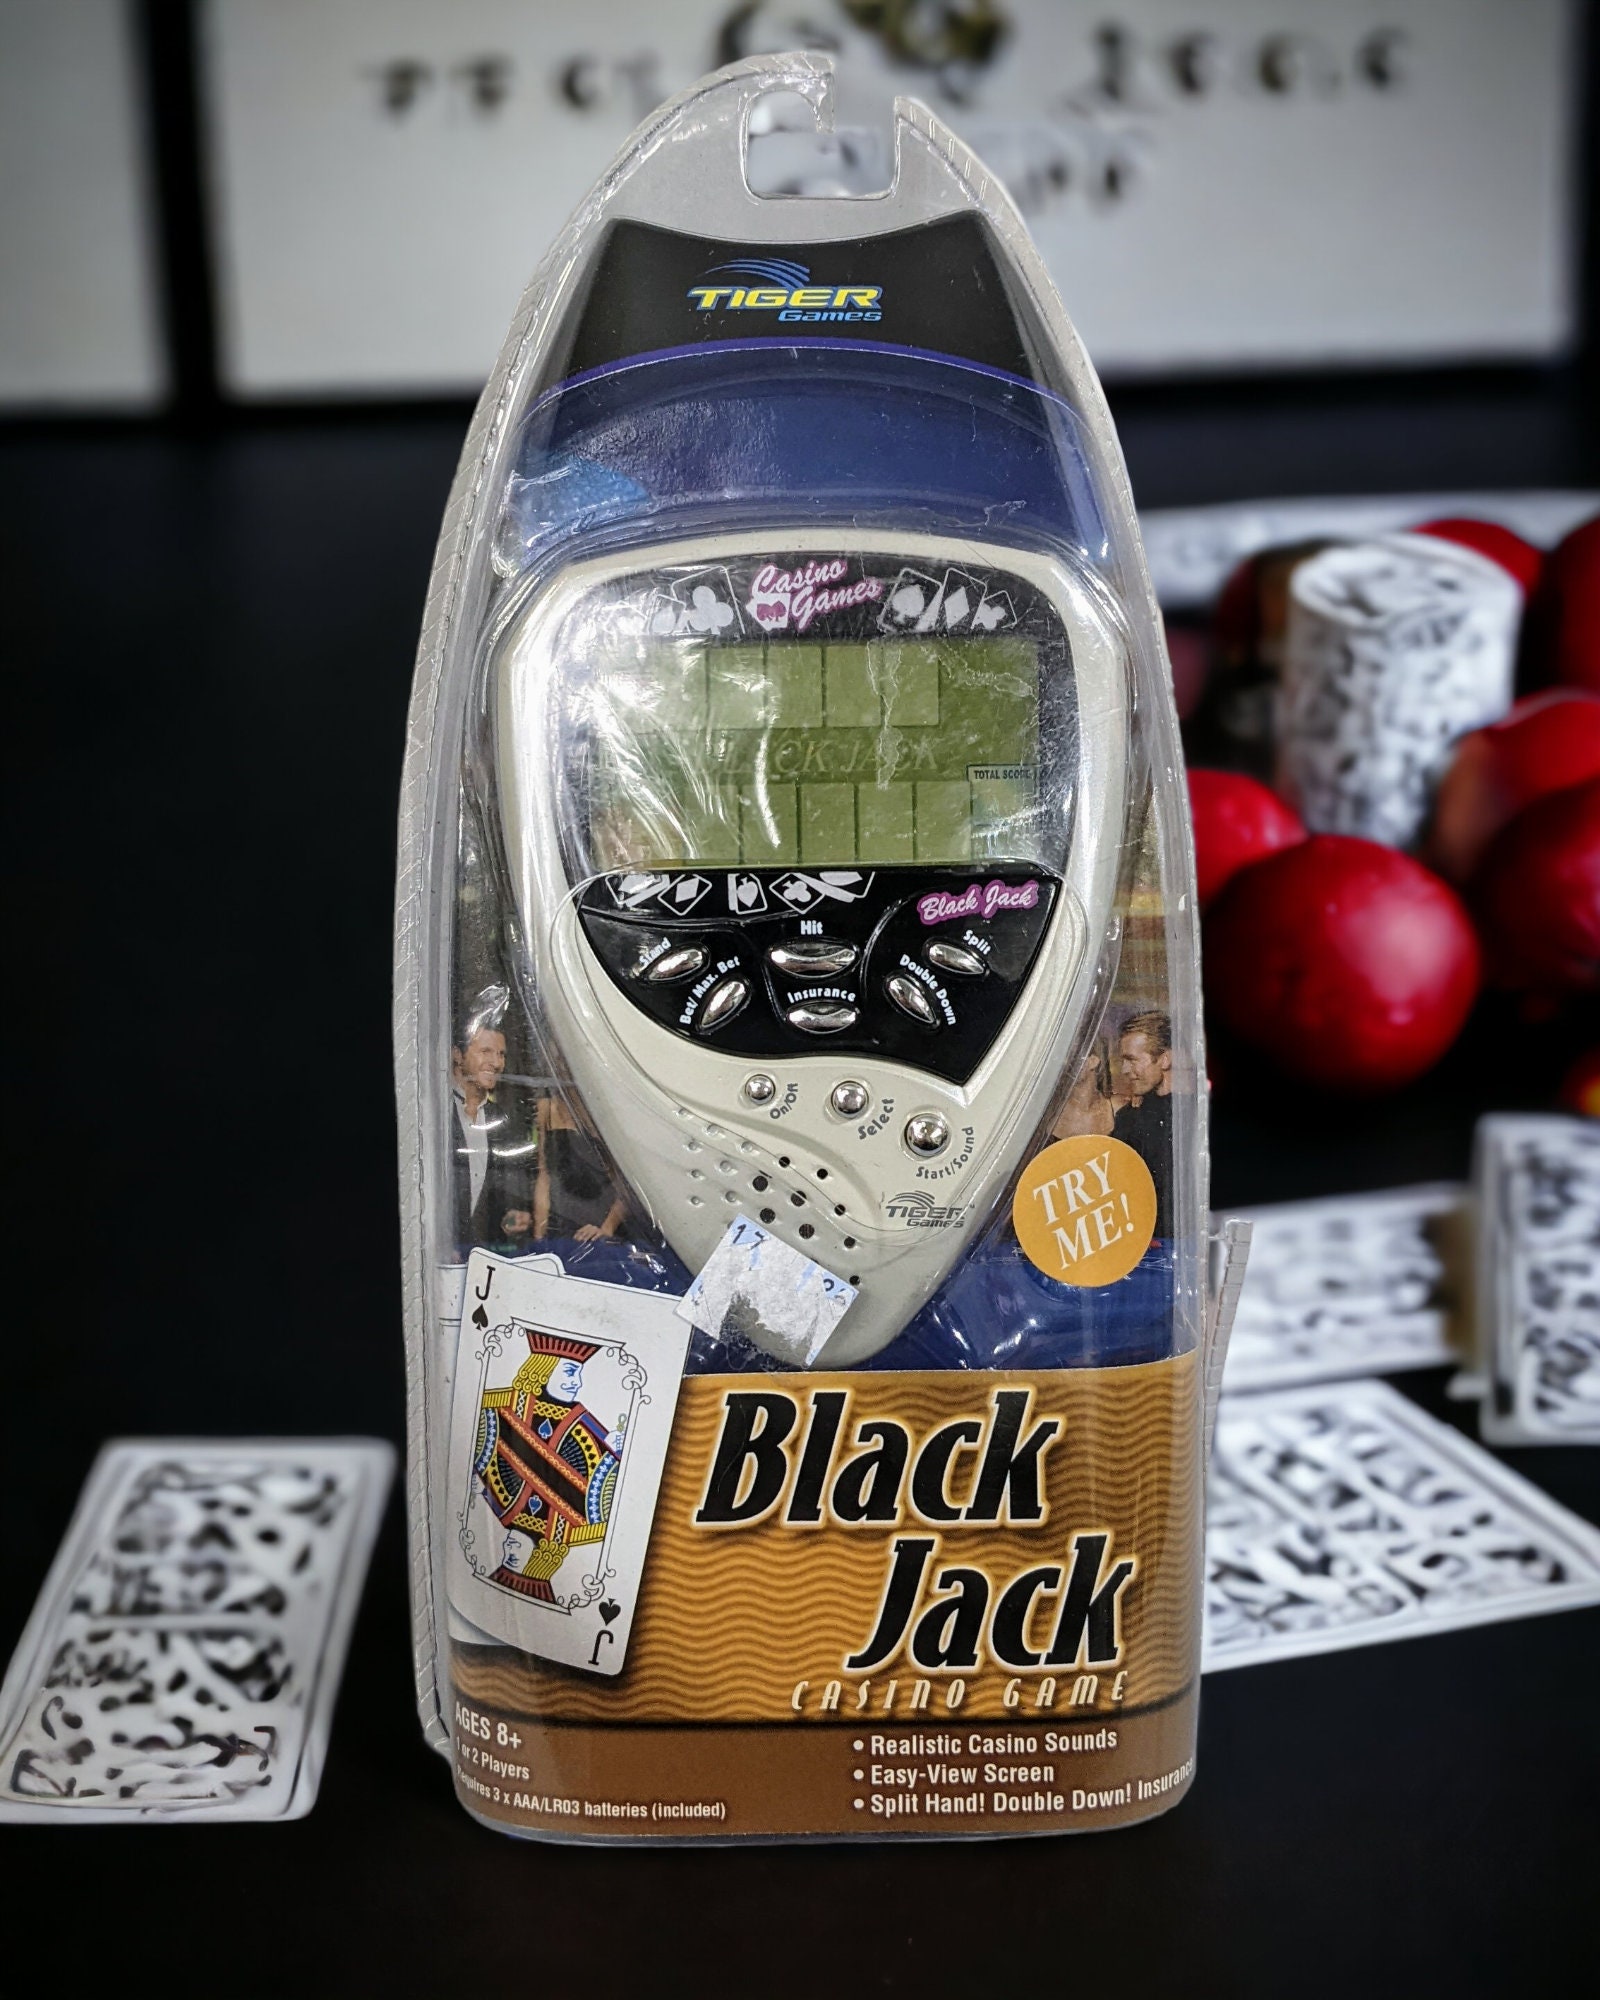 TIGER
Games
Casino
Games
BLACK JACK
TOTAL SCORE
Black Jack
Hit
Stand
Split
Bet/Max. Bet
Double Down
Insurance
On/Off
Select
Start/Sound
TIGER
Games
TRY
ME!
J
Black
Jack
CASINO GAME
J
AGES 8+
1 or 2 Players
Requires 3 x AAA/LR03 batteries (included)
• Realistic Casino Sounds
• Easy-View Screen
• Split Hand! Double Down! Insurance